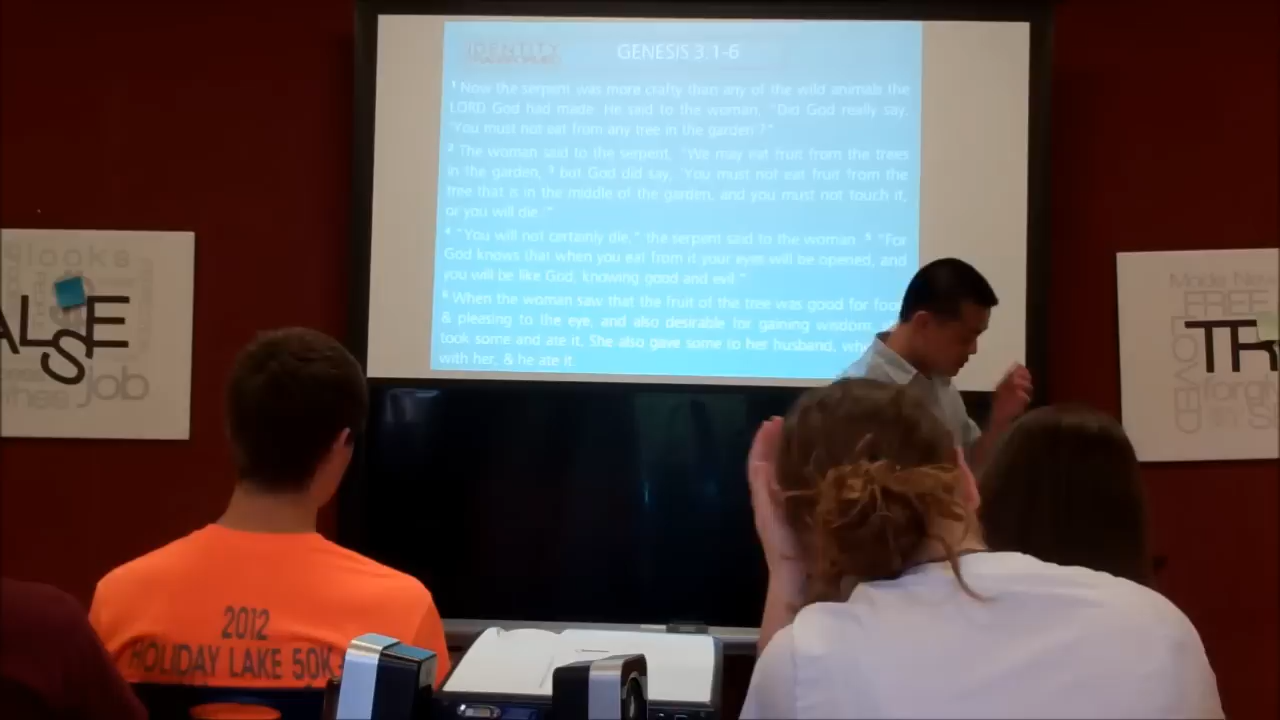 IDENTITY
GENESIS 3.1-6
1 Now the serpent was more crafty than any of the wild animals the
LORD God had made. He said to the woman, "Did God really say,
'You must not eat from any tree in the garden'?"
2 The woman said to the serpent, "We may eat fruit from the trees
in the garden, 3 but God did say, 'You must not eat fruit from the
tree that is in the middle of the garden, and you must not touch it,
or you will die.'"
4 "You will not certainly die," the serpent said to the woman. 5 "For
God knows that when you eat from it your eyes will be opened, and
you will be like God, knowing good and evil."
6 When the woman saw that the fruit of the tree was good for food
& pleasing to the eye, and also desirable for gaining wisdom
took some and ate it. She also gave some to her husband, who
with her, & he ate it.
looks
ALSE
job
Made New
FREE
TR
LOVED
forg
2012
HOLIDAY LAKE 50K